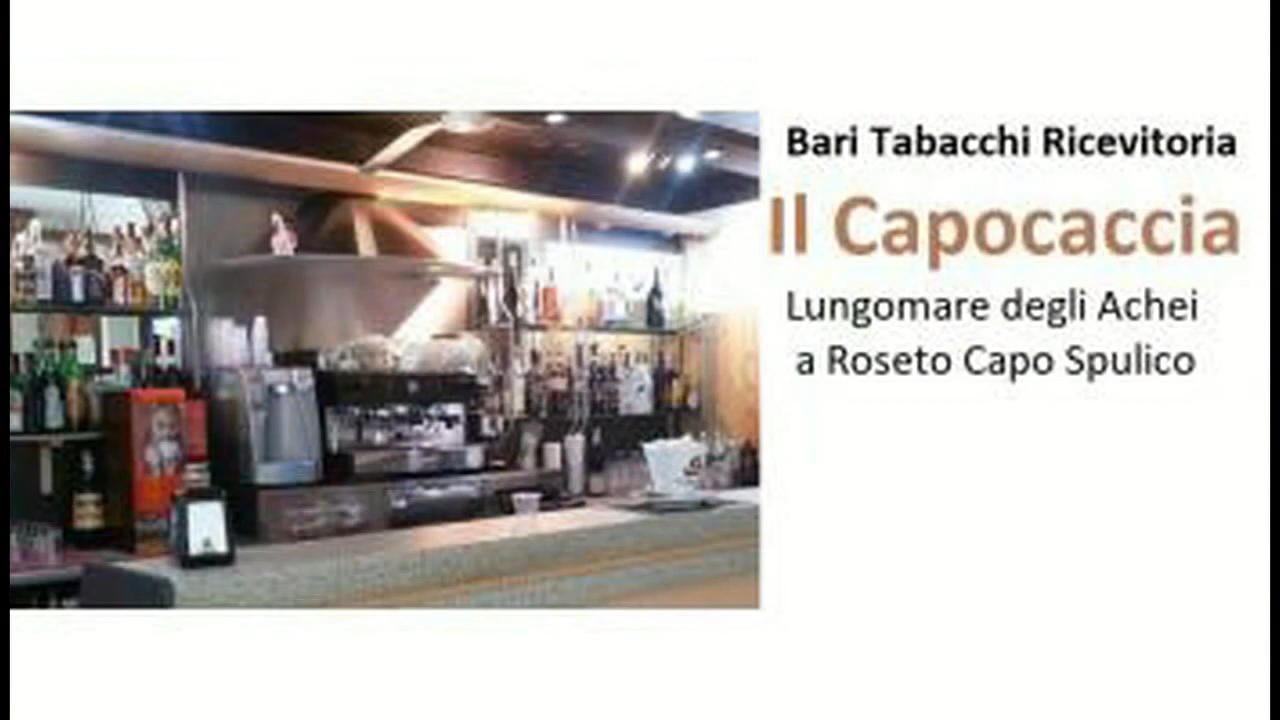 Bari Tabacchi Ricevitoria
Il Capocaccia
Lungomare degli Achei
a Roseto Capo Spulico